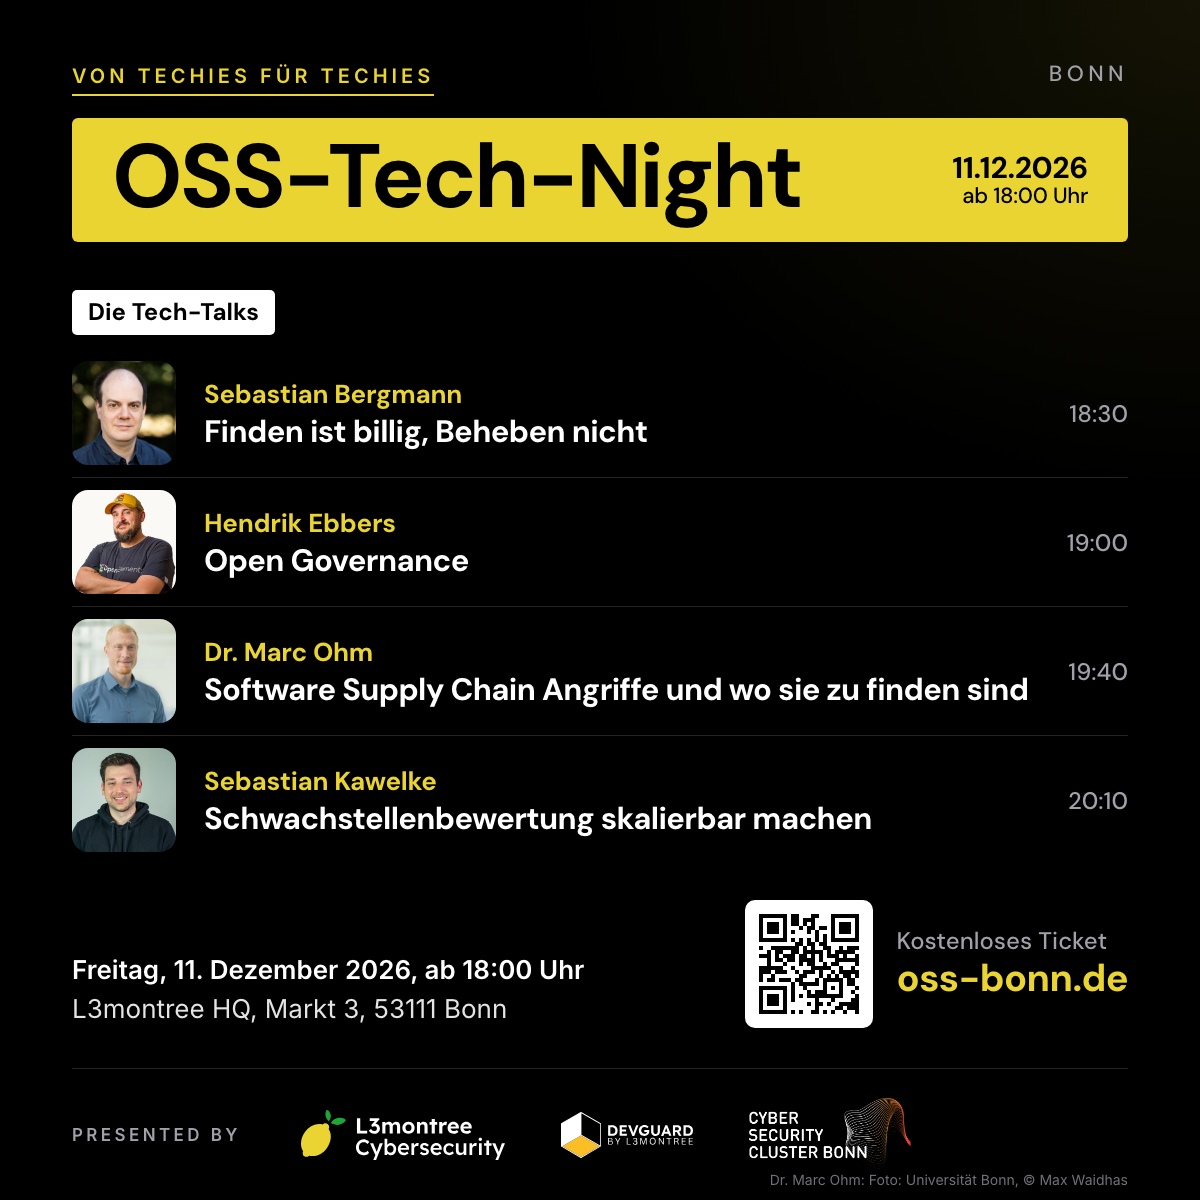 VON TECHIES FÜR TECHIES
BONN
OSS-Tech-Night
11.12.2026
ab 18:00 Uhr
Die Tech-Talks
Sebastian Bergmann
Finden ist billig, Beheben nicht
18:30
Hendrik Ebbers
Open Governance
19:00
Dr. Marc Ohm
Software Supply Chain Angriffe und wo sie zu finden sind
19:40
Sebastian Kawelke
Schwachstellenbewertung skalierbar machen
20:10
Freitag, 11. Dezember 2026, ab 18:00 Uhr
L3montree HQ, Markt 3, 53111 Bonn
Kostenloses Ticket
oss-bonn.de
PRESENTED BY
L3montree
Cybersecurity
DEVGUARD
BY L3MONTREE
CYBER
SECURITY
CLUSTER BONN
Dr. Marc Ohm: Foto: Universität Bonn, © Max Waidhas